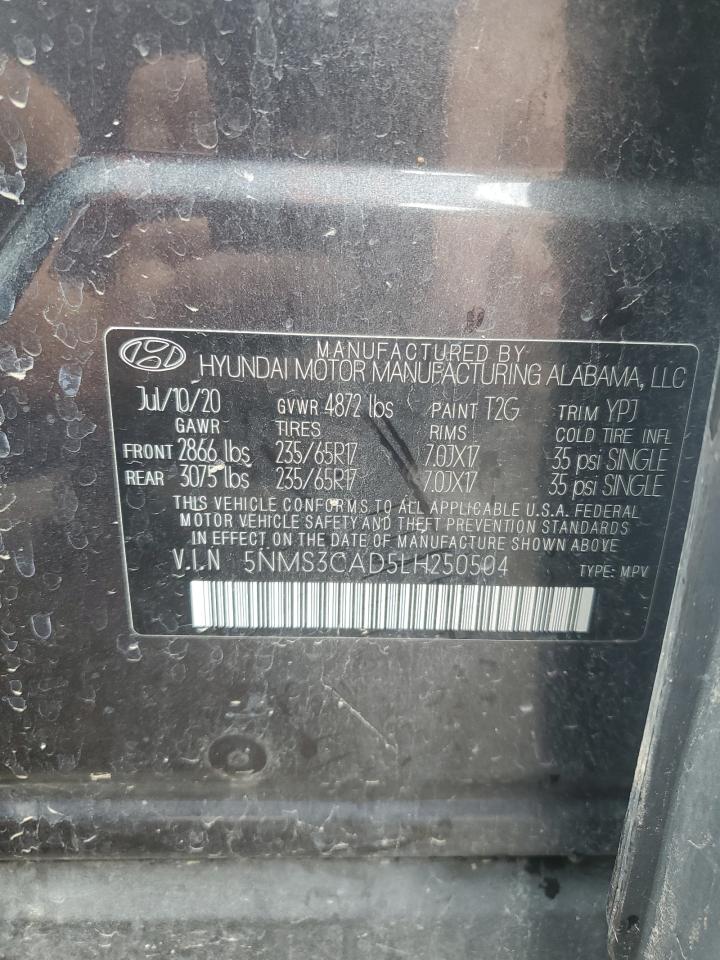 MANUFACTURED BY
HYUNDAI MOTOR MANUFACTURING ALABAMA, LLC
Jul/10/20 GVWR 4872 lbs PAINT T2G TRIM YPJ
GAWR TIRES RIMS COLD TIRE INFL
FRONT 2866 lbs 235/65R17 7.0JX17 35 psi SINGLE
REAR 3075 lbs 235/65R17 7.0JX17 35 psi SINGLE
THIS VEHICLE CONFORMS TO ALL APPLICABLE U.S.A. FEDERAL
MOTOR VEHICLE SAFETY AND THEFT PREVENTION STANDARDS
IN EFFECT ON THE DATE OF MANUFACTURE SHOWN ABOVE.
V.I.N 5NMS3CAD5LH250504 TYPE: MPV